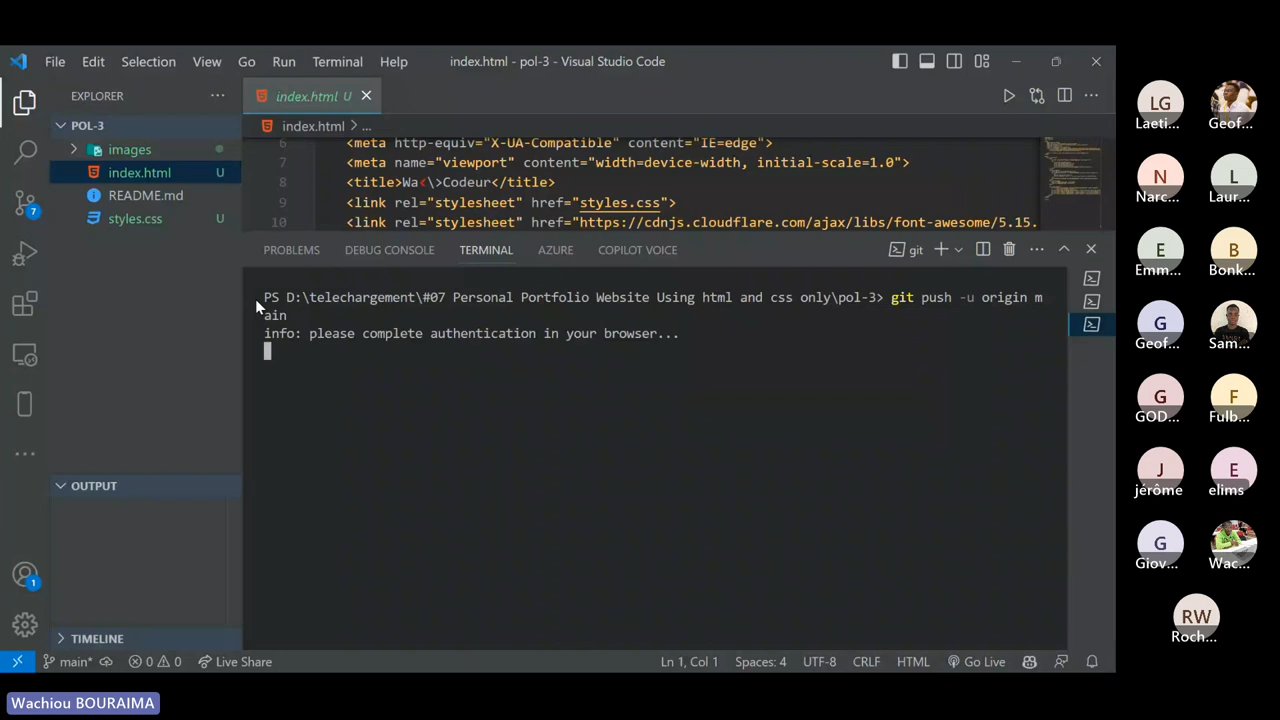 File Edit Selection View Go Run Terminal Help index.html - pol-3 - Visual Studio Code
EXPLORER
POL-3
images
index.html U
README.md
styles.css
7
OUTPUT
1
TIMELINE
index.html U
index.html > ...
6 <meta http-equiv="X-UA-Compatible" content="IE=edge">
7 <meta name="viewport" content="width=device-width, initial-scale=1.0">
8 <title>Wa<\>Codeur</title>
9 <link rel="stylesheet" href="styles.css">
10 <link rel="stylesheet" href="https://cdnjs.cloudflare.com/ajax/libs/font-awesome/5.15.
PROBLEMS DEBUG CONSOLE TERMINAL AZURE COPILOT VOICE git
PS D:\telechargement\#07 Personal Portfolio Website Using html and css only\pol-3> git push -u origin m
ain
info: please complete authentication in your browser...
main* 0 0 Live Share Ln 1, Col 1 Spaces: 4 UTF-8 CRLF HTML Go Live
LG
Laeti... Geof...
N L
Narc... Laur...
E B
Emm... Bonk...
G
Geof... Sam...
G F
GOD... Fulb...
J E
jérôme elims
G
Giov... Wac...
RW
Roch...
Wachiou BOURAIMA